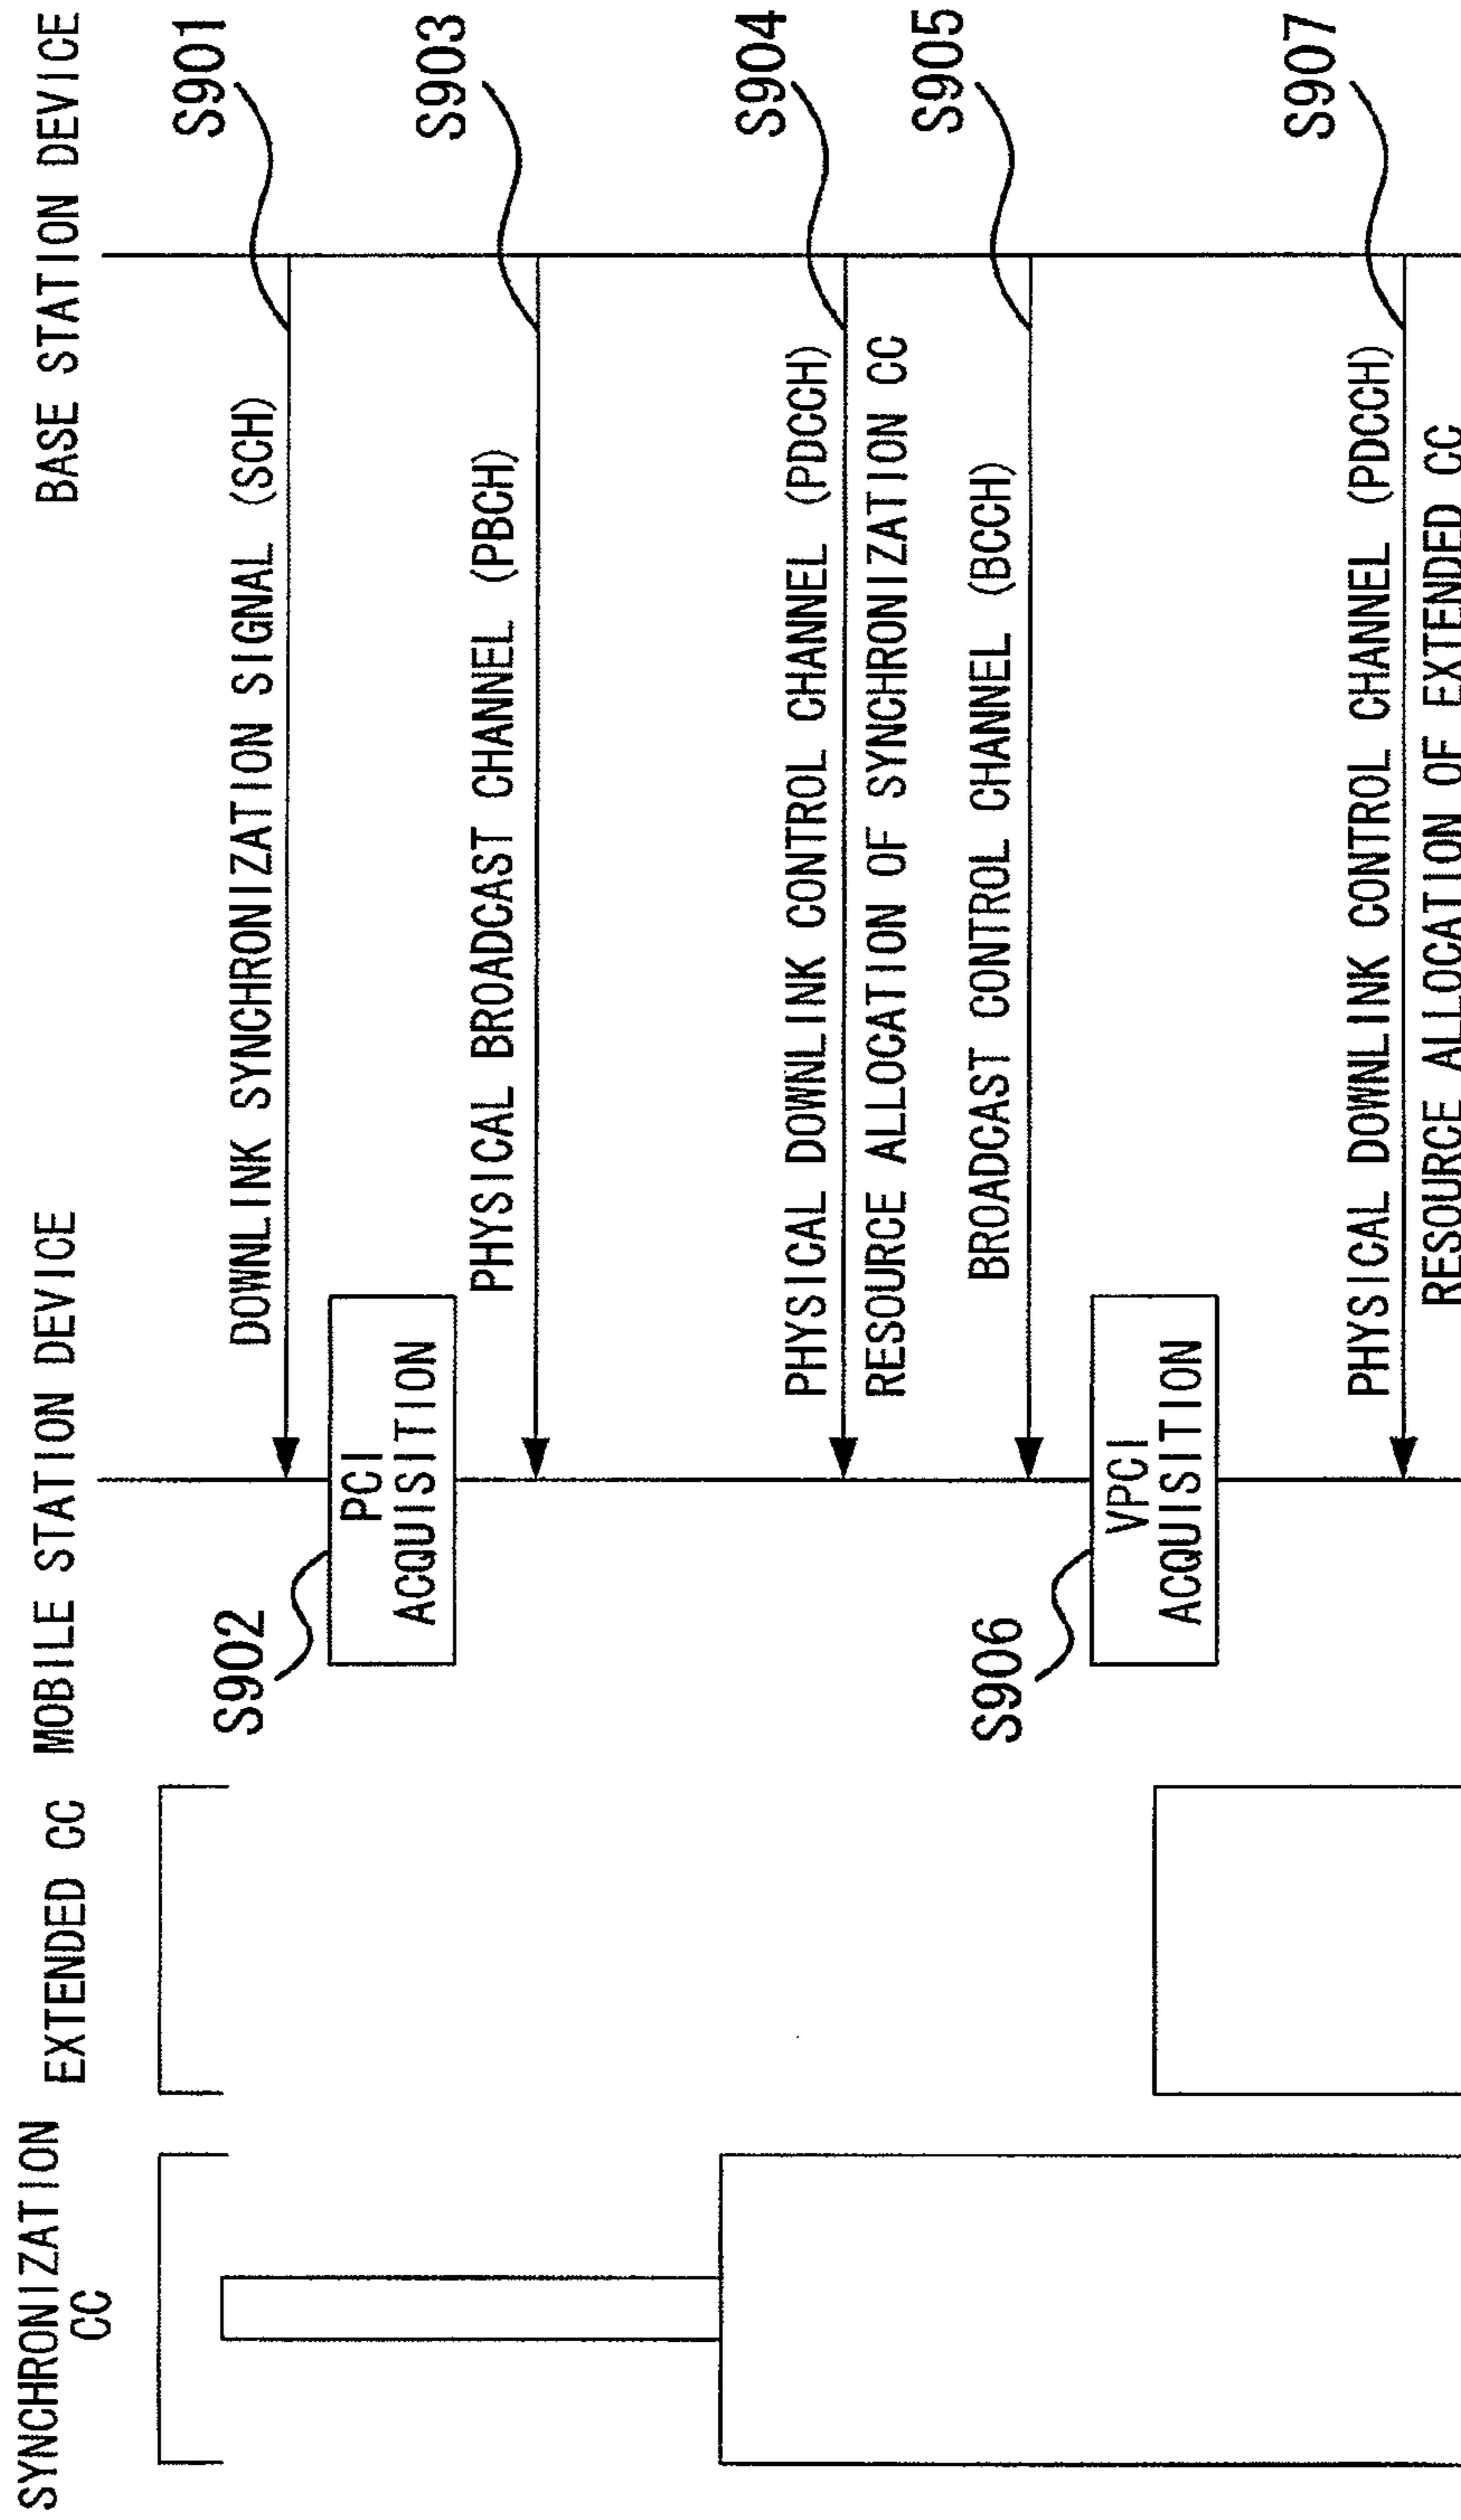 SYNCHRONIZATION
CC
EXTENDED CC
MOBILE STATION DEVICE
BASE STATION DEVICE
S901
DOWNLINK SYNCHRONIZATION SIGNAL (SCH)
S902
PCI
ACQUISITION
S903
PHYSICAL BROADCAST CHANNEL (PBCH)
S904
PHYSICAL DOWNLINK CONTROL CHANNEL (PDCCH)
RESOURCE ALLOCATION OF SYNCHRONIZATION CC
S905
BROADCAST CONTROL CHANNEL (BCCH)
S906
VPCI
ACQUISITION
S907
PHYSICAL DOWNLINK CONTROL CHANNEL (PDCCH)
RESOURCE ALLOCATION OF EXTENDED CC